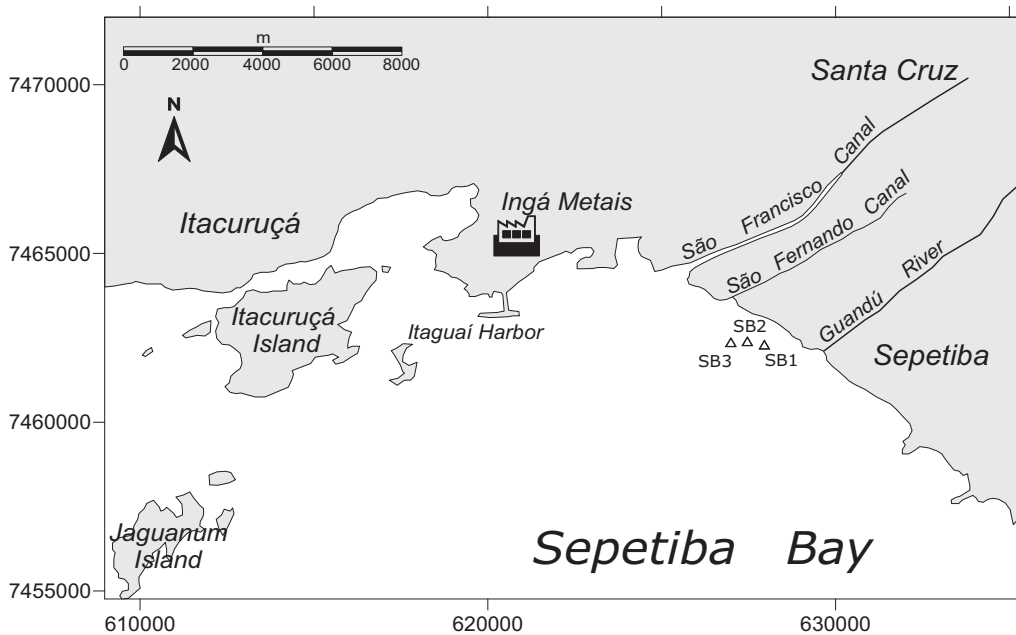 m
0 2000 4000 6000 8000
N
7470000
7465000
7460000
7455000
610000 620000 630000
Santa Cruz
Itacuruçá
Ingá Metais
São Francisco Canal
São Fernando Canal
Guandú River
Itacuruçá
Island
Itaguaí Harbor
SB2
SB3 SB1
Sepetiba
Jaguanum
Island
Sepetiba Bay